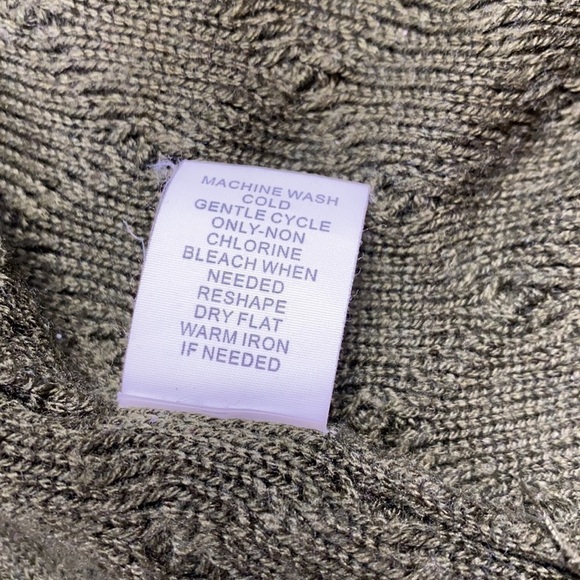 MACHINE WASH
COLD
GENTLE CYCLE
ONLY-NON
CHLORINE
BLEACH WHEN
NEEDED
RESHAPE
DRY FLAT
WARM IRON
IF NEEDED